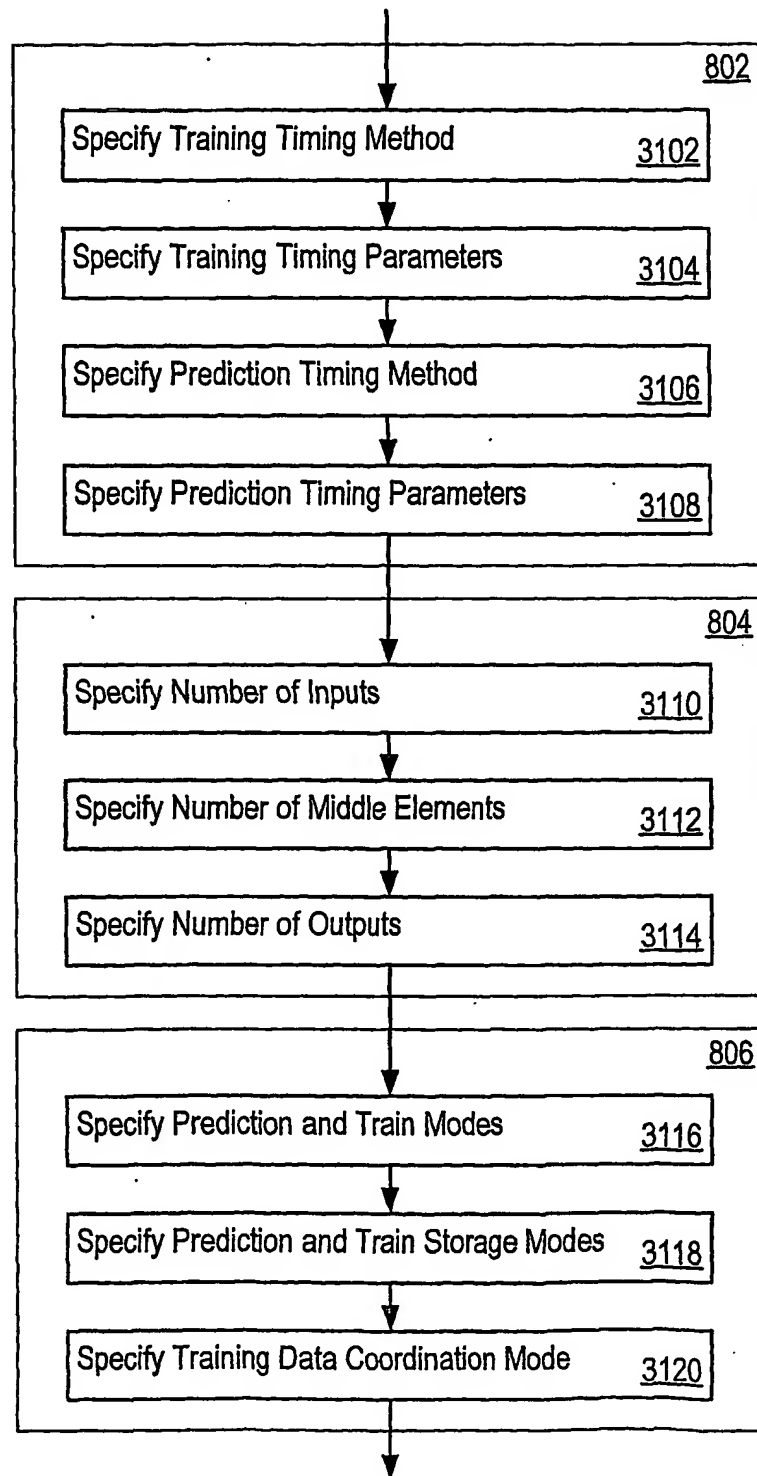 802
Specify Training Timing Method 3102
Specify Training Timing Parameters 3104
Specify Prediction Timing Method 3106
Specify Prediction Timing Parameters 3108
804
Specify Number of Inputs 3110
Specify Number of Middle Elements 3112
Specify Number of Outputs 3114
806
Specify Prediction and Train Modes 3116
Specify Prediction and Train Storage Modes 3118
Specify Training Data Coordination Mode 3120